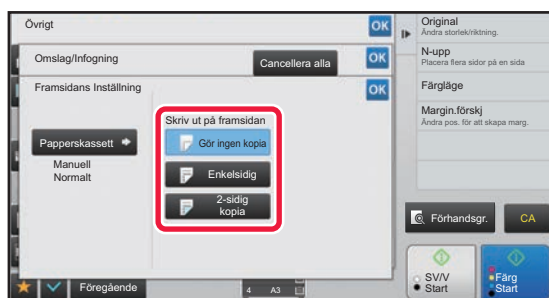 Övrigt
OK
Omslag/Infogning
Cancellera alla
OK
Framsidans Inställning
OK
Skriv ut på framsidan
Papperskassett
Manuell
Normalt
Gör ingen kopia
Enkelsidig
2-sidig
kopia
Föregående
4 A3
Original
Ändra storlek/riktning.
N-upp
Placera flera sidor på en sida
Färgläge
Margin.förskj
Ändra pos. för att skapa marg.
Förhandsgr.
CA
SV/V
Start
Färg
Start